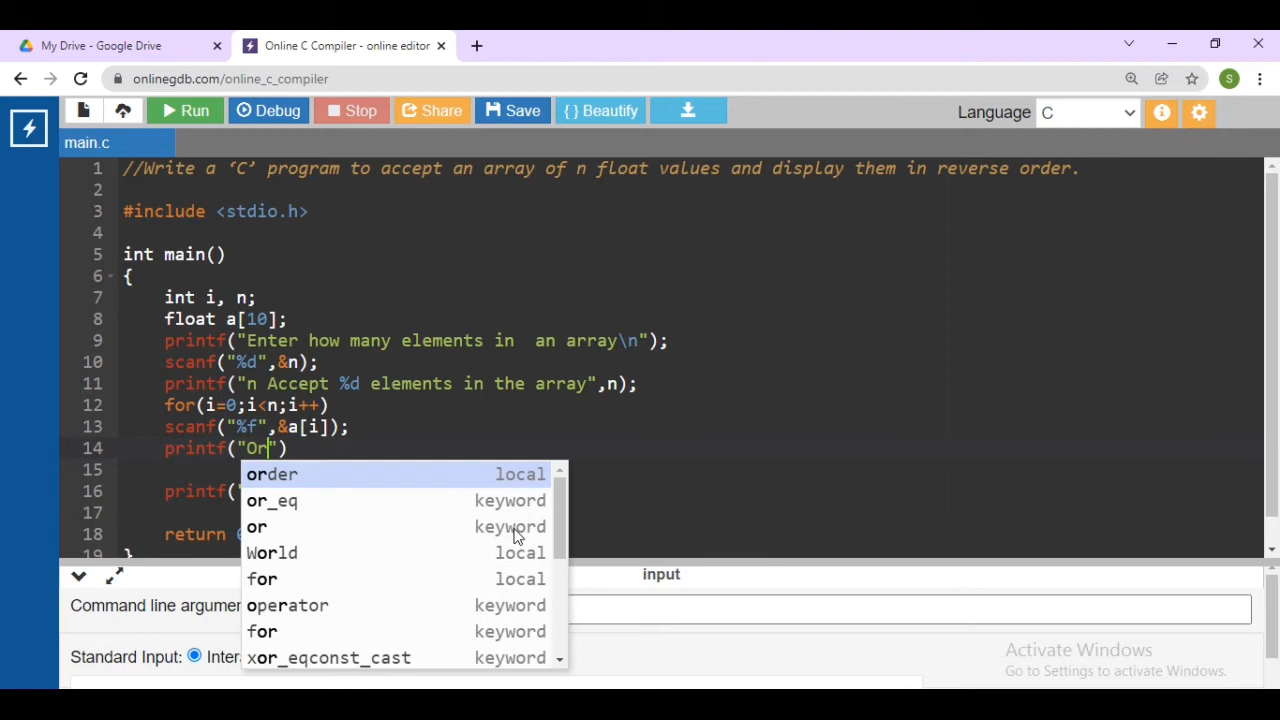 My Drive - Google Drive
Online C Compiler - online editor
onlinegdb.com/online_c_compiler
S
Run
Debug
Stop
Share
Save
{ } Beautify
Language C
main.c
1 //Write a ‘C’ program to accept an array of n float values and display them in reverse order.
2
3 #include <stdio.h>
4
5 int main()
6 {
7 int i, n;
8 float a[10];
9 printf("Enter how many elements in  an array\n");
10 scanf("%d",&n);
11 printf("n Accept %d elements in the array",n);
12 for(i=0;i<n;i++)
13 scanf("%f",&a[i]);
14 printf("Or")
15
16 printf("
17
18 return
19 }
order local
or_eq keyword
or keyword
World local
for local
operator keyword
for keyword
xor_eqconst_cast keyword
input
Command line argumen
Standard Input: Inter
Activate Windows
Go to Settings to activate Windows.